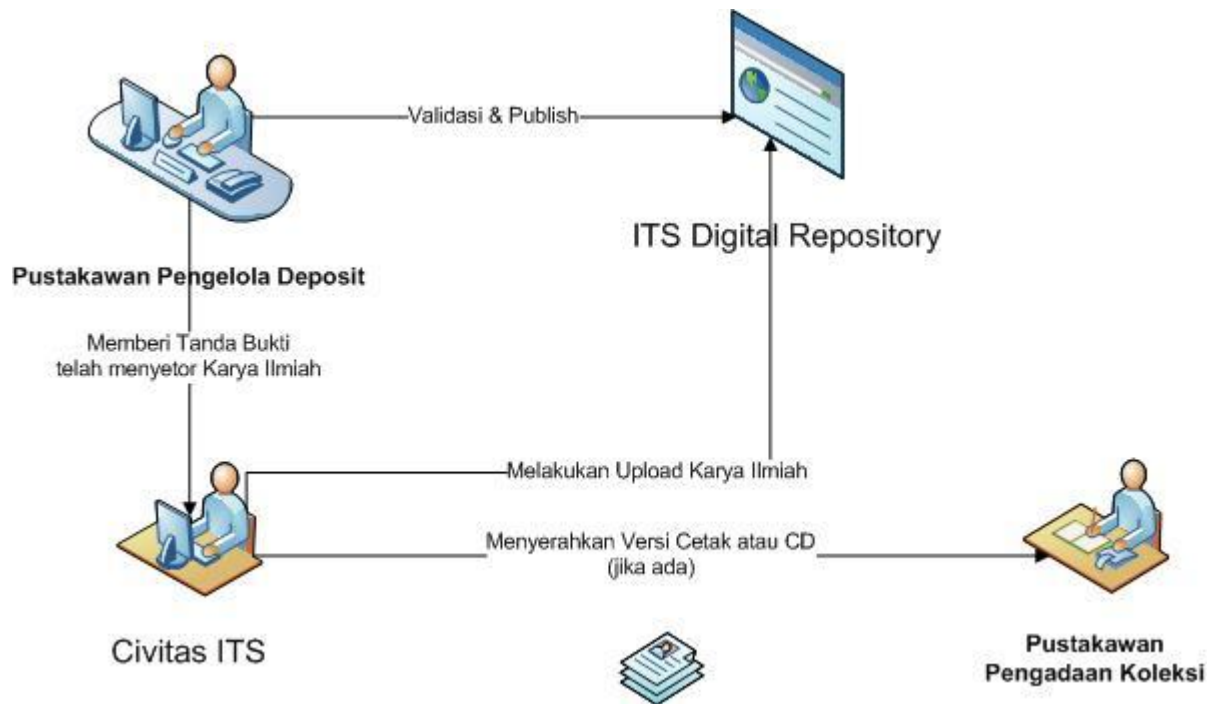 Validasi & Publish
ITS Digital Repository
Pustakawan Pengelola Deposit
Memberi Tanda Bukti
telah menyetor Karya Ilmiah
Melakukan Upload Karya Ilmiah
Menyerahkan Versi Cetak atau CD
(jika ada)
Civitas ITS
Pustakawan
Pengadaan Koleksi